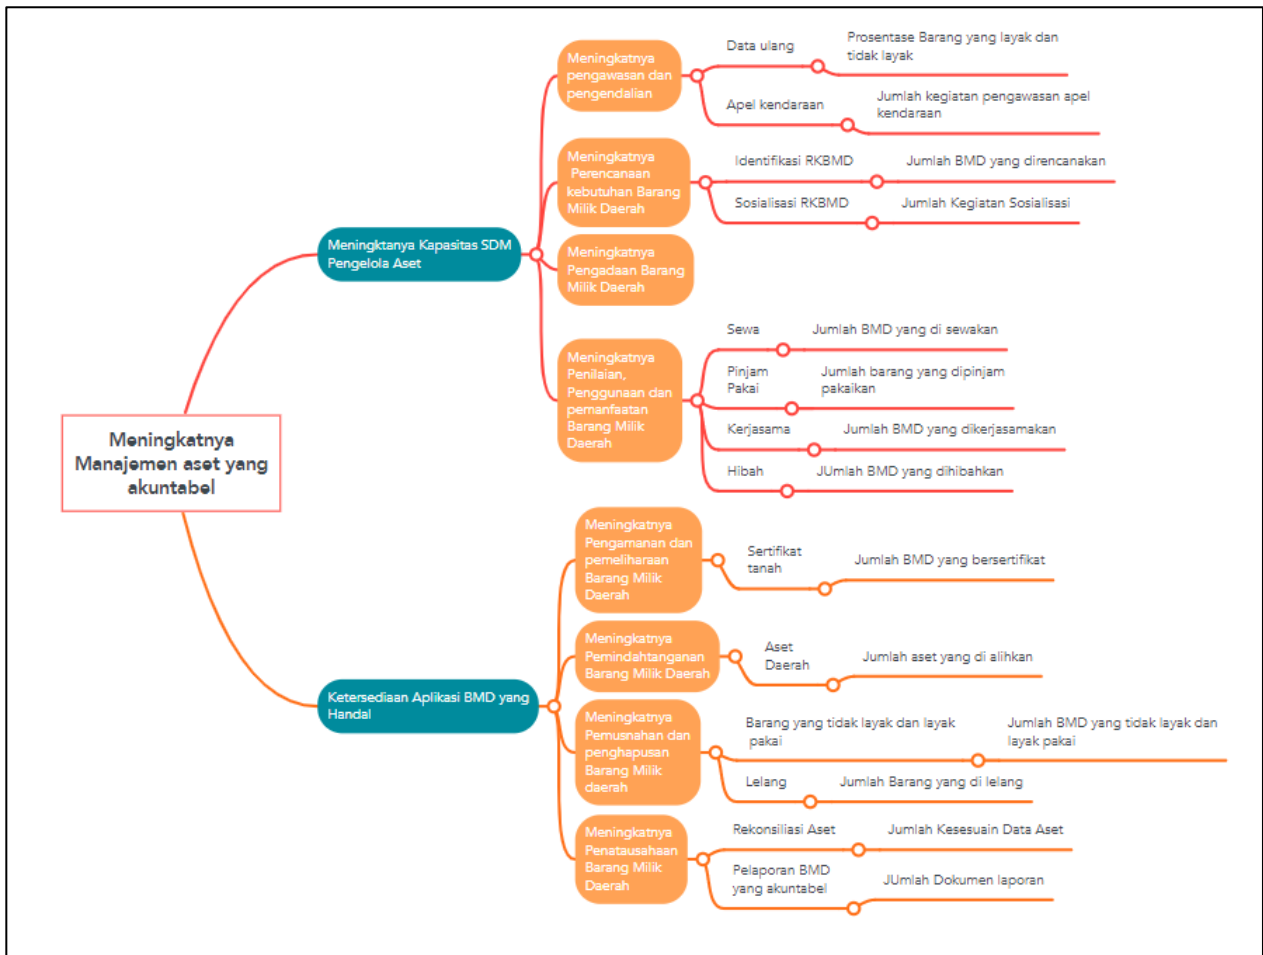 Meningkatnya
Manajemen aset yang
akuntabel
Meningktanya Kapasitas SDM
Pengelola Aset
Meningkatnya
pengawasan dan
pengendalian
Data ulang
Prosentase Barang yang layak dan
tidak layak
Apel kendaraan
Jumlah kegiatan pengawasan apel
kendaraan
Meningkatnya
Perencanaan
kebutuhan Barang
Milik Daerah
Identifikasi RKBMD
Jumlah BMD yang direncanakan
Sosialisasi RKBMD
Jumlah Kegiatan Sosialisasi
Meningkatnya
Pengadaan Barang
Milik Daerah
Meningkatnya
Penilaian,
Penggunaan dan
pemanfaatan
Barang Milik
Daerah
Sewa
Jumlah BMD yang di sewakan
Pinjam
Pakai
Jumlah barang yang dipinjam
pakaikan
Kerjasama
Jumlah BMD yang dikerjasamakan
Hibah
JUmlah BMD yang dihibahkan
Ketersediaan Aplikasi BMD yang
Handal
Meningkatnya
Pengamanan dan
pemeliharaan
Barang Milik
Daerah
Sertifikat
tanah
Jumlah BMD yang bersertifikat
Meningkatnya
Pemindahtanganan
Barang Milik Daerah
Aset
Daerah
Jumlah aset yang di alihkan
Meningkatnya
Pemusnahan dan
penghapusan
Barang Milik
daerah
Barang yang tidak layak dan layak
pakai
Jumlah BMD yang tidak layak dan
layak pakai
Lelang
Jumlah Barang yang di lelang
Meningkatnya
Penatausahaan
Barang Milik
Daerah
Rekonsiliasi Aset
Jumlah Kesesuain Data Aset
Pelaporan BMD
yang akuntabel
JUmlah Dokumen laporan